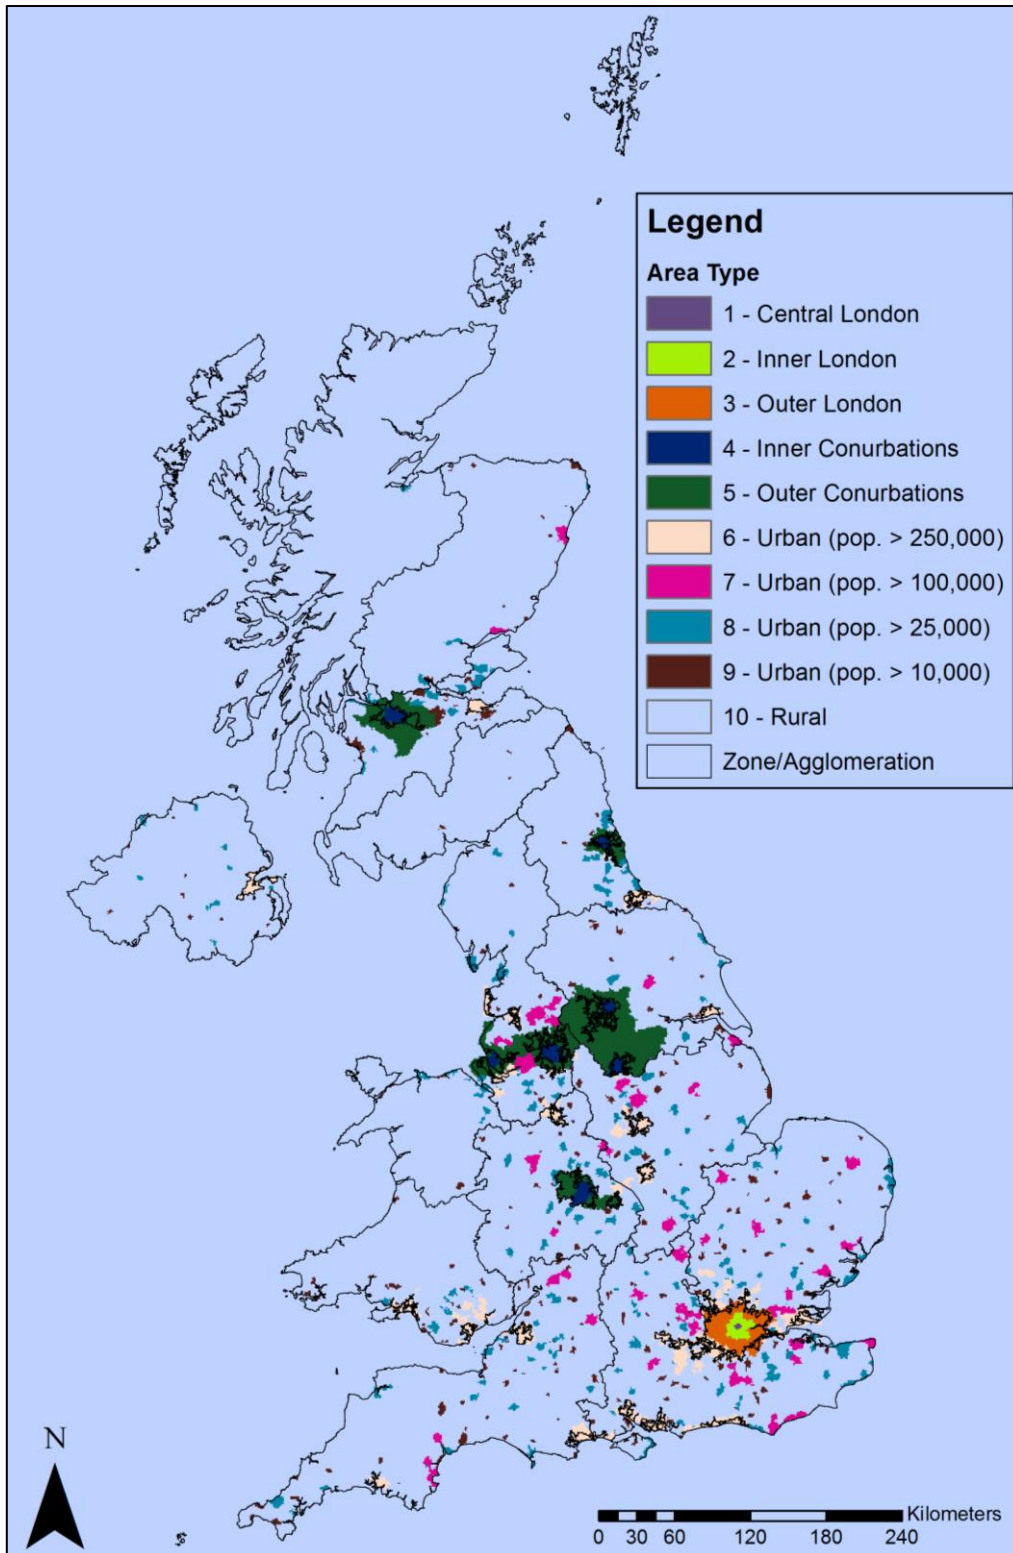 Legend
Area Type
1 - Central London
2 - Inner London
3 - Outer London
4 - Inner Conurbations
5 - Outer Conurbations
6 - Urban (pop. > 250,000)
7 - Urban (pop. > 100,000)
8 - Urban (pop. > 25,000)
9 - Urban (pop. > 10,000)
10 - Rural
Zone/Agglomeration
N
Kilometers
0 30 60 120 180 240